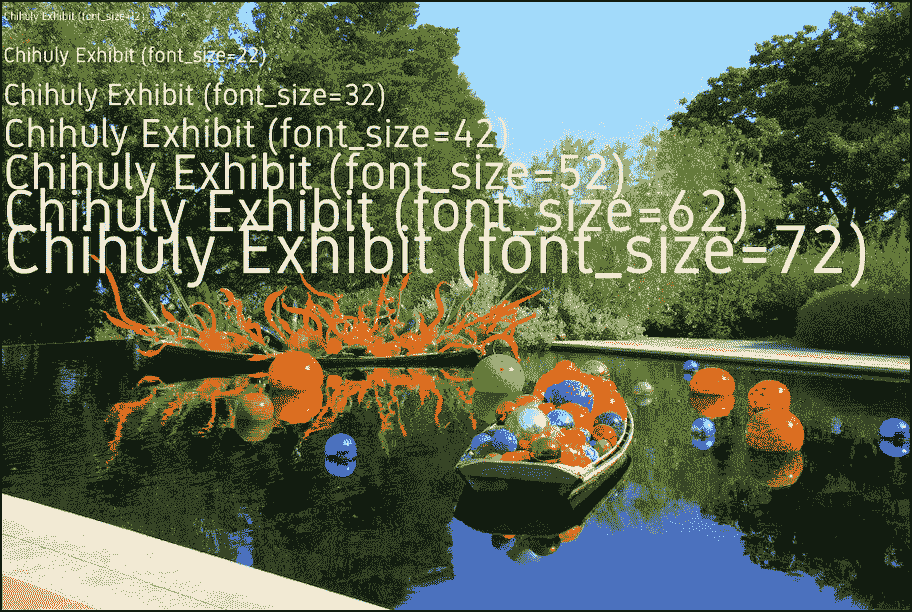 Chihuly Exhibit (font_size=12)
Chihuly Exhibit (font_size=22)
Chihuly Exhibit (font_size=32)
Chihuly Exhibit (font_size=42)
Chihuly Exhibit (font_size=52)
Chihuly Exhibit (font_size=62)
Chihuly Exhibit (font_size=72)